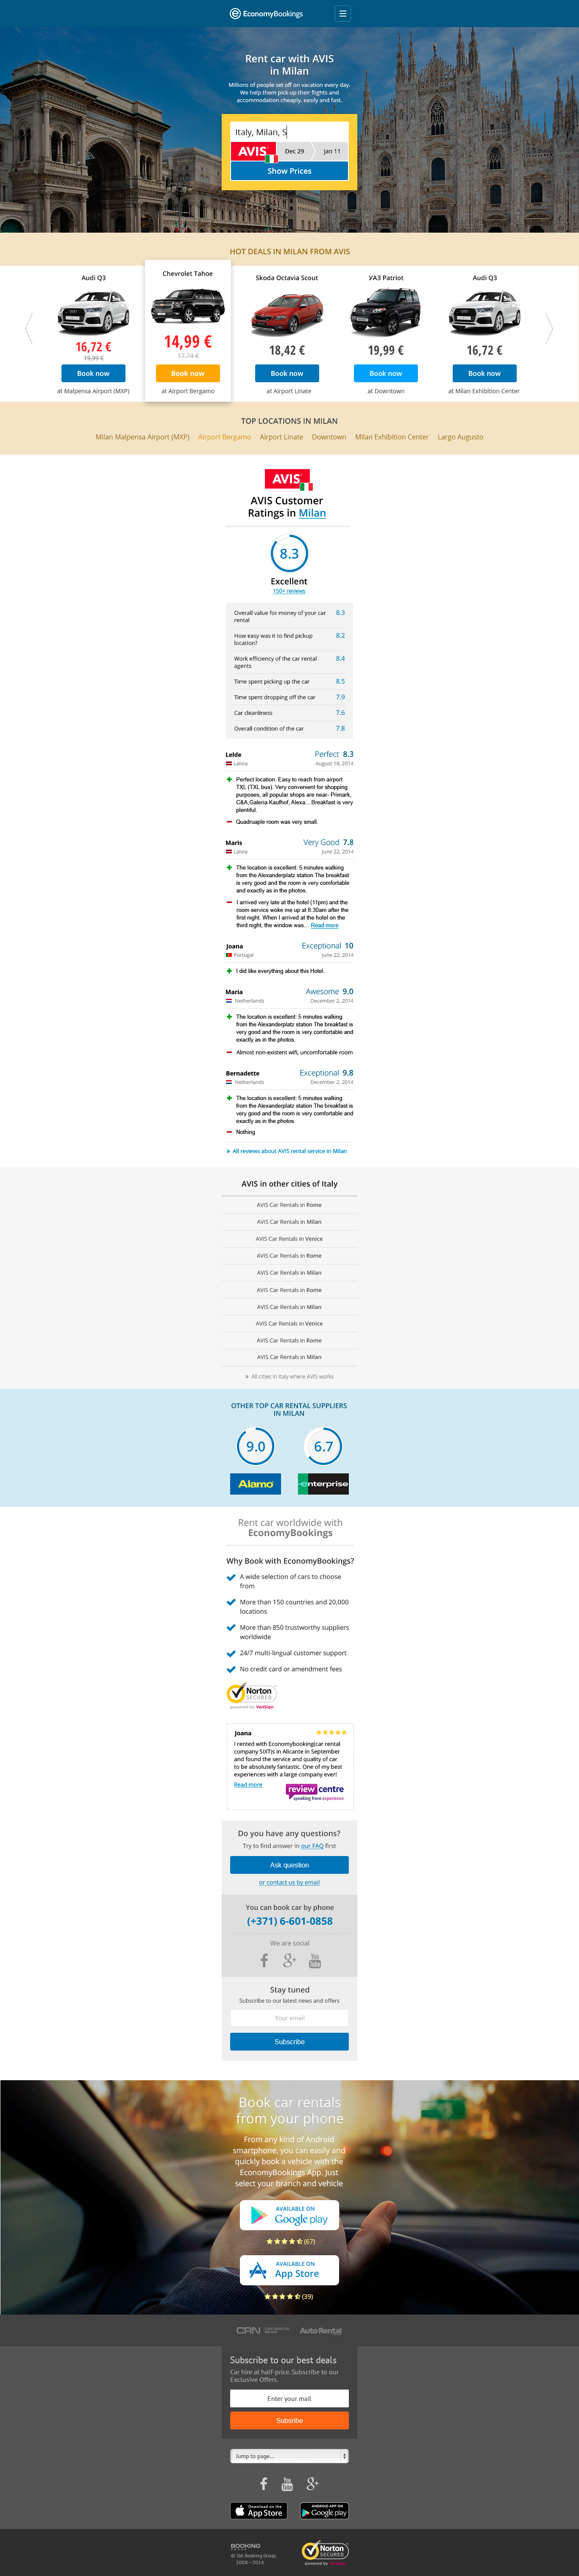 EconomyBookings
Rent car with AVIS
in Milan
Millions of people set off on vacation every day.
We help them pick up their flights and
accommodation cheaply, easily and fast.
Italy, Milan, S
AVIS
Dec 29
Jan 11
Show Prices
HOT DEALS IN MILAN FROM AVIS
Audi Q3
16,72 €
19,99 €
Book now
at Malpensa Airport (MXP)
Chevrolet Tahoe
14,99 €
17,74 €
Book now
at Airport Bergamo
Skoda Octavia Scout
18,42 €
Book now
at Airport Linate
УАЗ Patriot
19,99 €
Book now
at Downtown
Audi Q3
16,72 €
Book now
at Milan Exhibition Center
TOP LOCATIONS IN MILAN
Milan Malpensa Airport (MXP) Airport Bergamo Airport Linate Downtown Milan Exhibition Center Largo Augusto
AVIS
AVIS Customer
Ratings in Milan
8.3
Excellent
150+ reviews
Overall value for money of your car
rental 8.3
How easy was it to find pickup
location? 8.2
Work efficiency of the car rental
agents 8.4
Time spent picking up the car 8.5
Time spent dropping off the car 7.9
Car cleanliness 7.6
Overall condition of the car 7.8
Lelde Perfect 8.3
Latvia August 18, 2014
Perfect location. Easy to reach from airport
TXL (TXL bus). Very convenient for shopping
purposes, all popular shops are near- Primark,
C&A,Galeria Kaufhof, Alexa... Breakfast is very
plentiful.
Quadruaple room was very small.
Maris Very Good 7.8
Latvia June 22, 2014
The location is excellent: 5 minutes walking
from the Alexanderplatz station The breakfast
is very good and the room is very comfortable
and exactly as in the photos.
I arrived very late at the hotel (11pm) and the
room service woke me up at 8:30am after the
first night. When I arrived at the hotel on the
third night, the window was… Read more
Joana Exceptional 10
Portugal June 22, 2014
I did like everything about this Hotel.
Maria Awesome 9.0
Netherlands December 2, 2014
The location is excellent: 5 minutes walking
from the Alexanderplatz station The breakfast is
very good and the room is very comfortable and
exactly as in the photos.
Almost non-existent wifi, uncomfortable room
Bernadette Exceptional 9.8
Netherlands Desember 2, 2014
The location is excellent: 5 minutes walking
from the Alexanderplatz station The breakfast is
very good and the room is very comfortable and
exactly as in the photos.
Nothing
» All reviews about AVIS rental service in Milan
AVIS in other cities of Italy
AVIS Car Rentals in Rome
AVIS Car Rentals in Milan
AVIS Car Rentals in Venice
AVIS Car Rentals in Rome
AVIS Car Rentals in Milan
AVIS Car Rentals in Rome
AVIS Car Rentals in Milan
AVIS Car Rentals in Venice
AVIS Car Rentals in Rome
AVIS Car Rentals in Milan
» All cities in Italy where AVIS works
OTHER TOP CAR RENTAL SUPPLIERS
IN MILAN
9.0 6.7
Alamo enterprise
Rent car worldwide with
EconomyBookings
Why Book with EconomyBookings?
A wide selection of cars to choose
from
More than 150 countries and 20,000
locations
More than 850 trustworthy suppliers
worldwide
24/7 multi-lingual customer support
No credit card or amendment fees
Norton
SECURED
powered by VeriSign
Joana
I rented with Economybooking(car rental
company SIXT)s in Alicante in September
and found the service and quality of car
to be absolutely fantastic. One of my best
experiences with a large company ever!
Read more
review centre
speaking from experience
Do you have any questions?
Try to find answer in our FAQ first
Ask question
or contact us by email
You can book car by phone
(+371) 6-601-0858
We are social
You
Tube
Stay tuned
Subscribe to our latest news and offers
Your email
Subscribe
Book car rentals
from your phone
From any kind of Android
smartphone, you can easily and
quickly book a vehicle with the
EconomyBookings App. Just
select your branch and vehicle
AVAILABLE ON
Google play
(67)
AVAILABLE ON
App Store
(39)
CRN CAR RENTAL
NEWS
Auto Rental
Subscribe to our best deals
Car hire at half-price. Subscribe to our
Exclusive Offers.
Enter your mail
Subsribe
Jump to page...
You
Tube
Download on the
App Store
ANDROID APP ON
Google play
BOOKING
© SIA Booking Group,
2008 – 2014
Norton
SECURED
powered by VeriSign